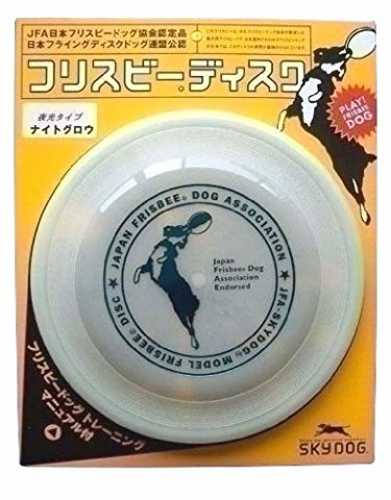 JFA日本フリスビードッグ協会認定品
日本フライングディスクドッグ連盟公認
フリスビー®ディスク
PLAY! FRISBEE DOG
夜光タイプ
ナイトグロウ
★ JAPAN FRISBEE® DOG ASSOCIATION ★
JFA-SKYDOG® MODEL FRISBEE® DISC
Japan
Frisbee® Dog
Association
Endorsed
フリスビードッグ トレーニング
マニュアル付
SKYDOG®